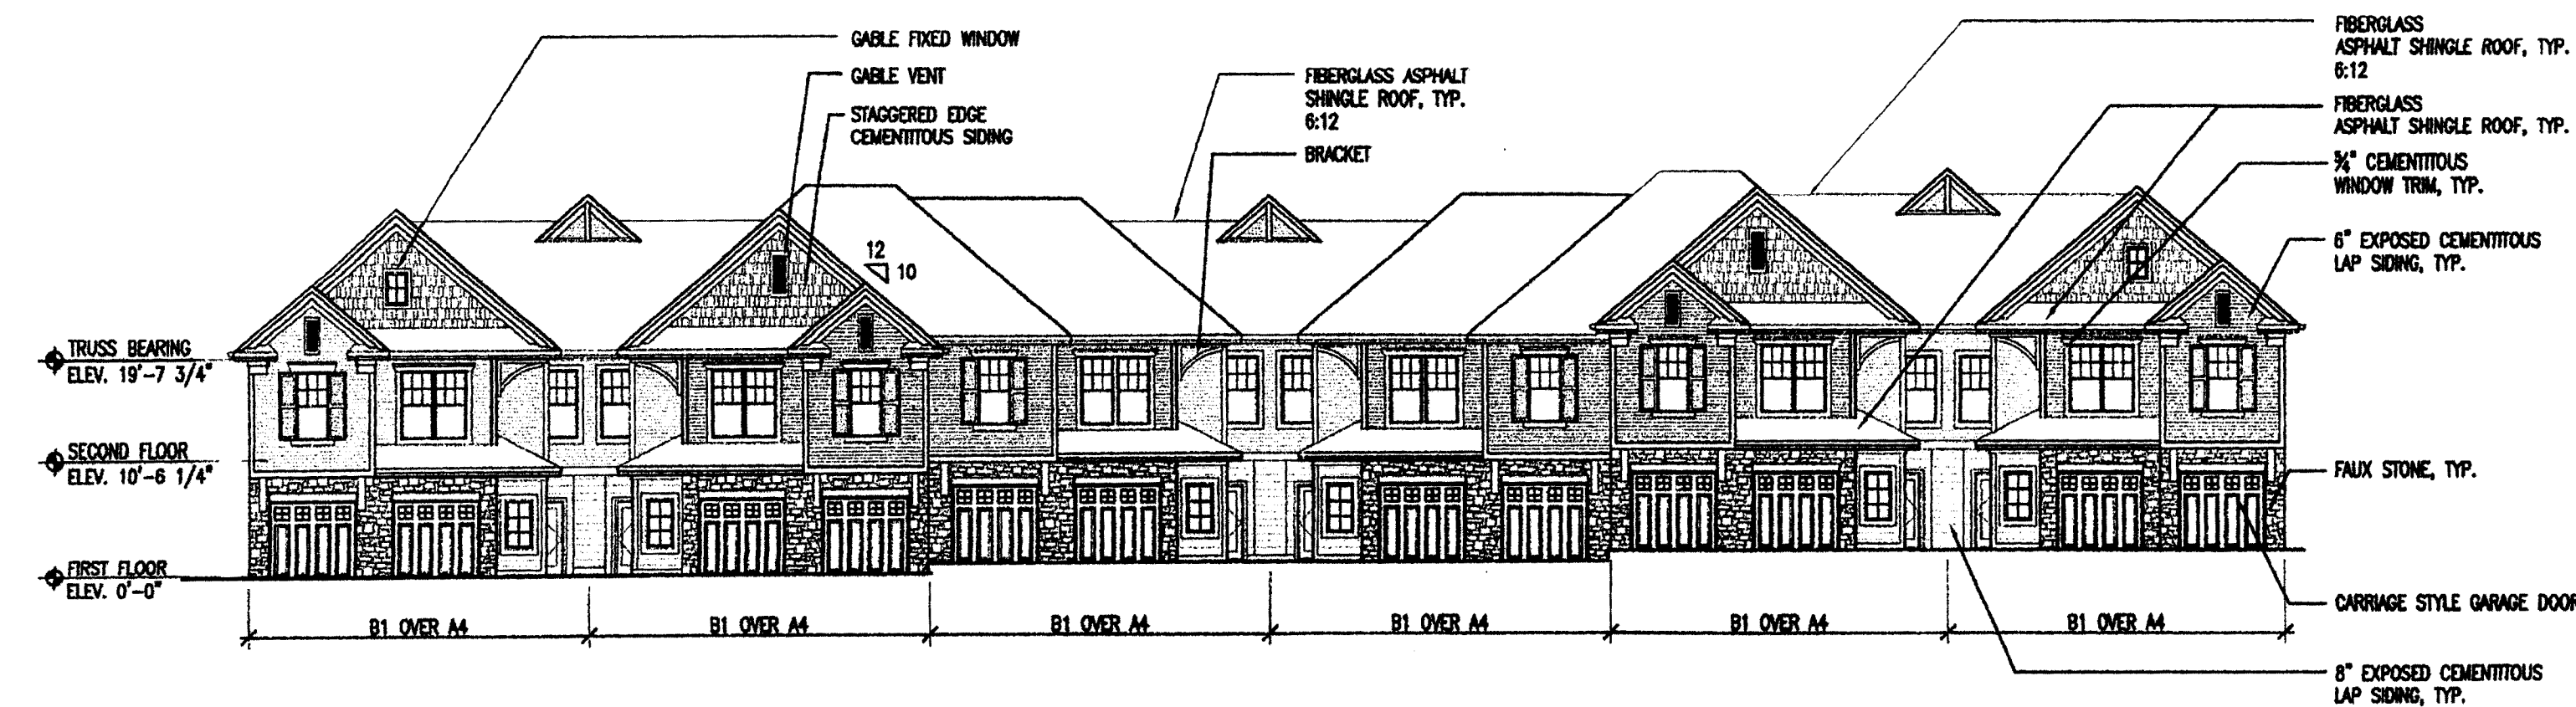 GABLE FIXED WINDOW
GABLE VENT
STAGGERED EDGE
CEMENTITOUS SIDING
FIBERGLASS ASPHALT
SHINGLE ROOF, TYP.
6:12
BRACKET
FIBERGLASS
ASPHALT SHINGLE ROOF, TYP.
6:12
FIBERGLASS
ASPHALT SHINGLE ROOF, TYP.
5/4" CEMENTITOUS
WINDOW TRIM, TYP.
6" EXPOSED CEMENTITOUS
LAP SIDING, TYP.
12
10
TRUSS BEARING
ELEV. 19'-7 3/4"
SECOND FLOOR
ELEV. 10'-6 1/4"
FIRST FLOOR
ELEV. 0'-0"
FAUX STONE, TYP.
CARRIAGE STYLE GARAGE DOOR
8" EXPOSED CEMENTITOUS
LAP SIDING, TYP.
B1 OVER A4
B1 OVER A4
B1 OVER A4
B1 OVER A4
B1 OVER A4
B1 OVER A4